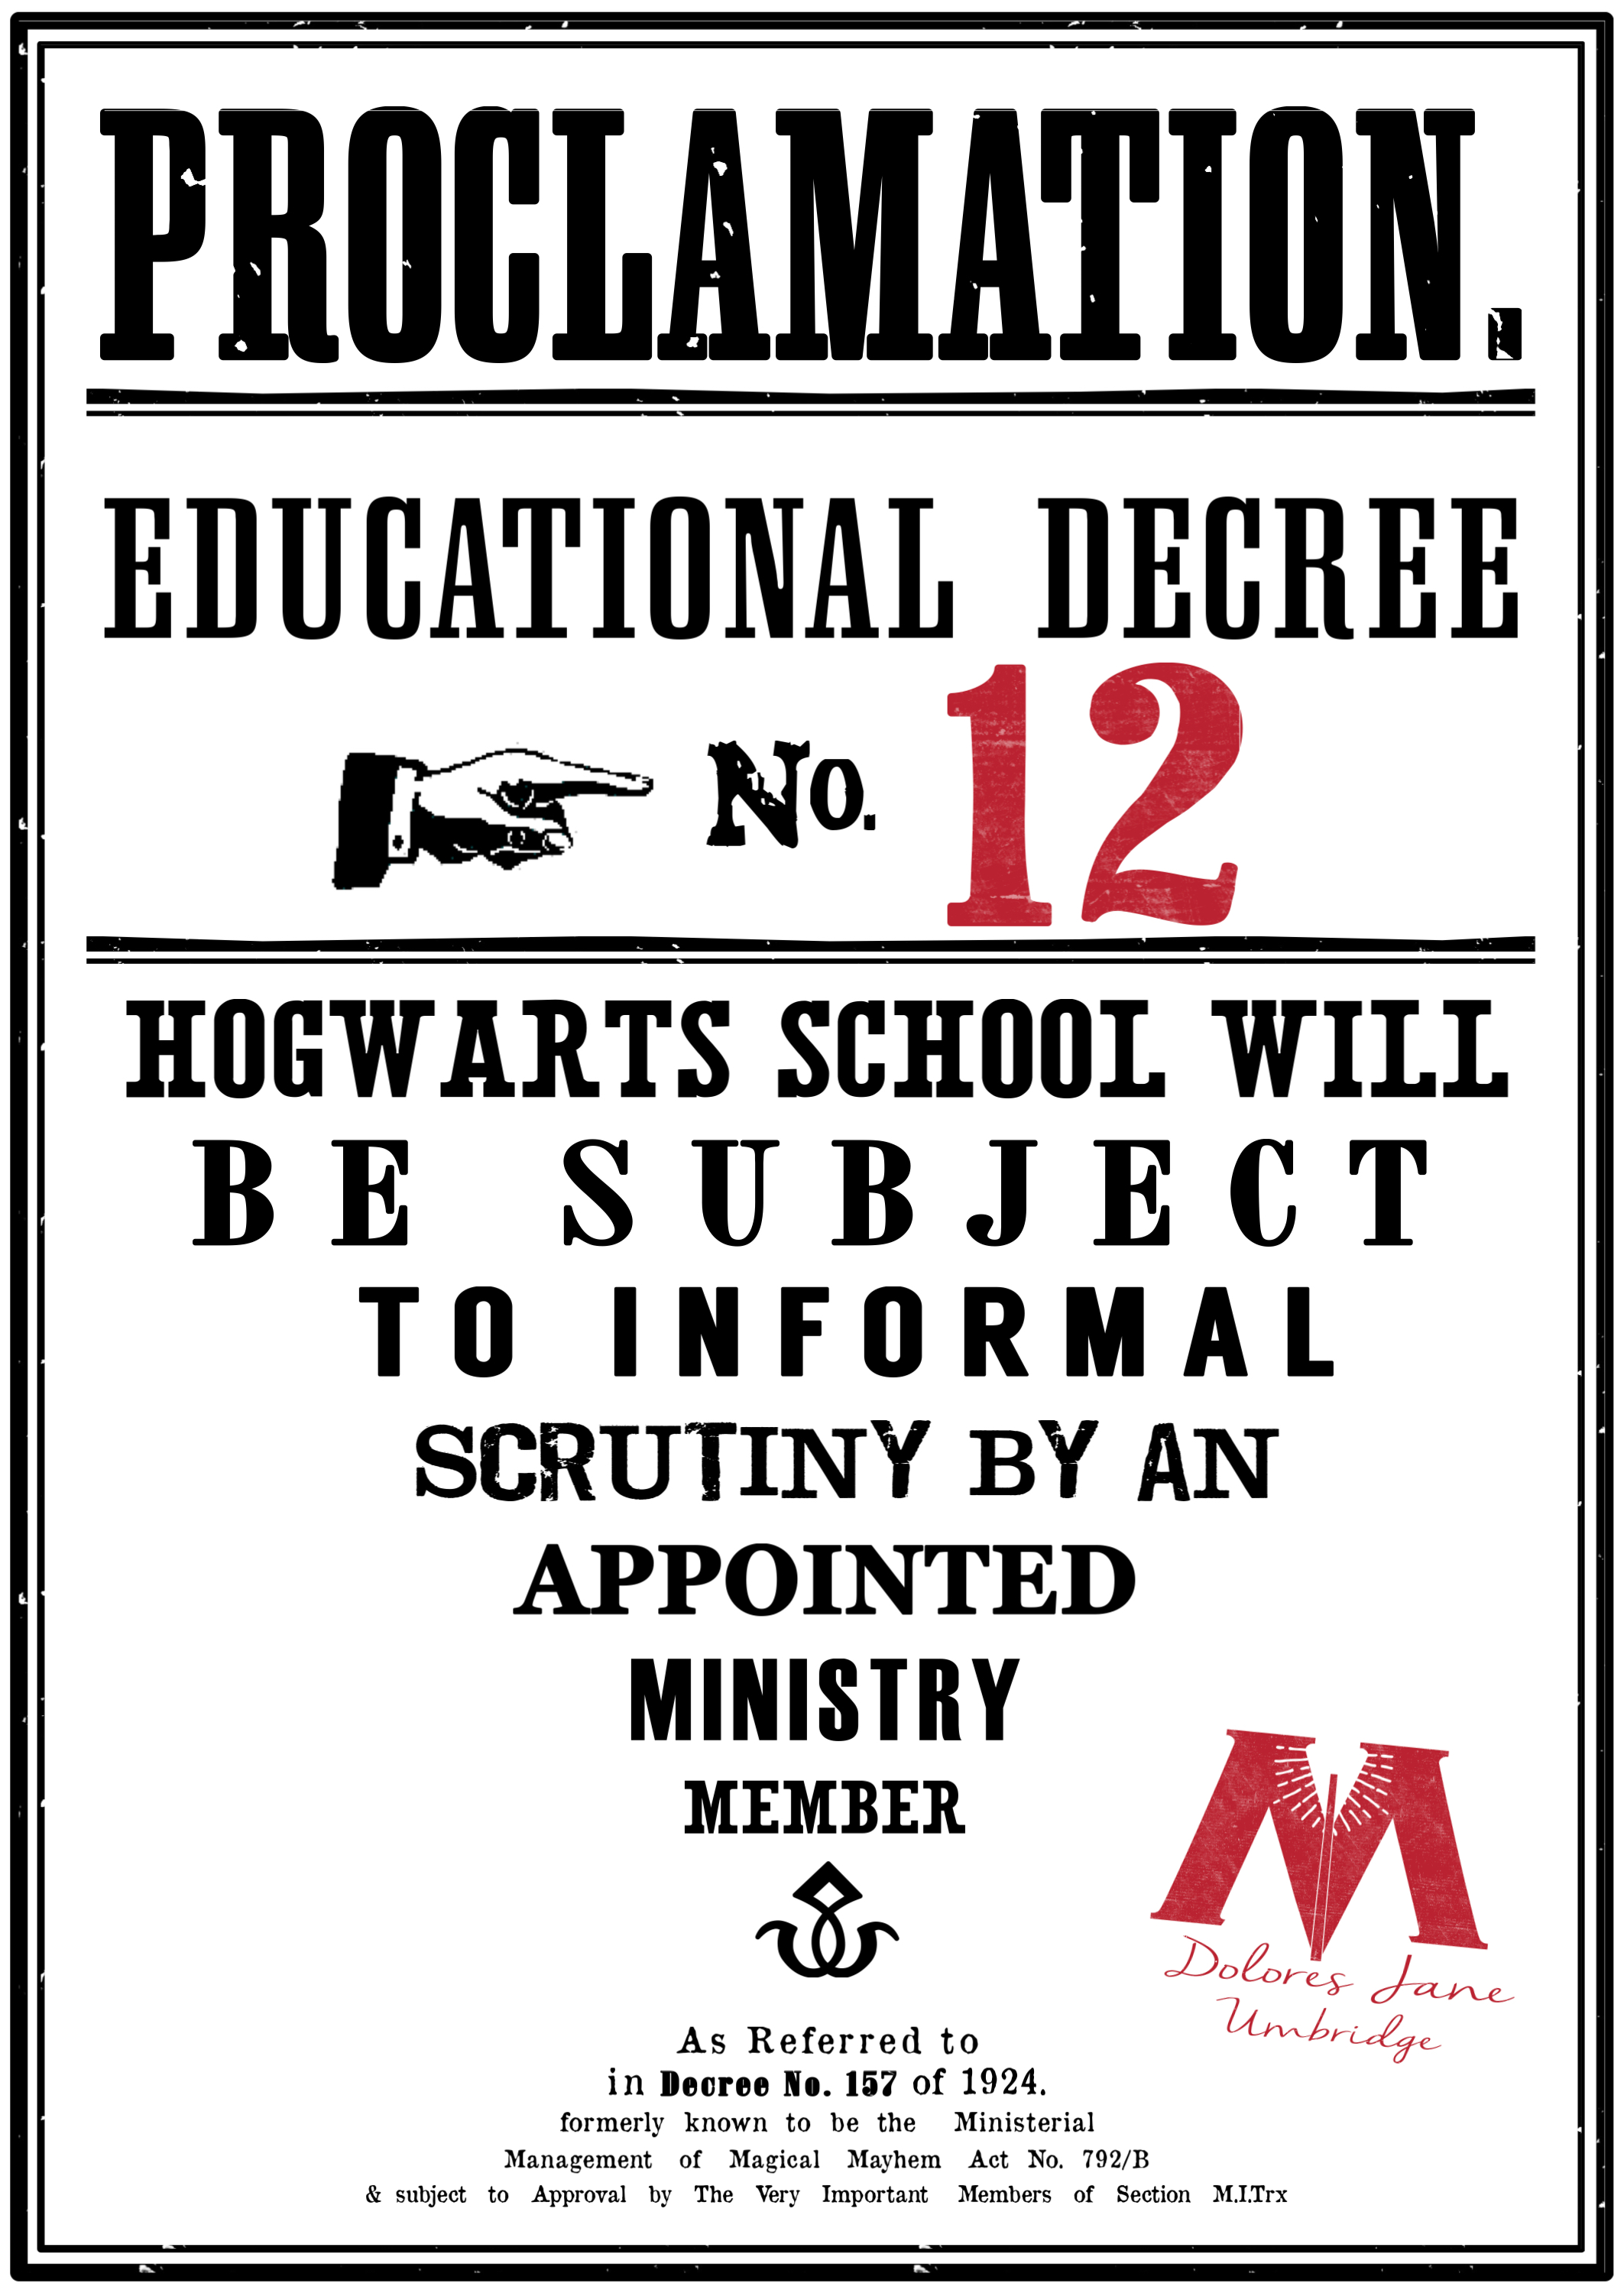 PROCLAMATION.
EDUCATIONAL DECREE
No. 12
HOGWARTS SCHOOL WILL
BE SUBJECT
TO INFORMAL
SCRUTINY BY AN
APPOINTED
MINISTRY
MEMBER
M
Dolores Jane
Umbridge
As Referred to
in Decree No. 157 of 1924.
formerly known to be the Ministerial
Management of Magical Mayhem Act No. 792/B
& subject to Approval by The Very Important Members of Section M.I.Trx